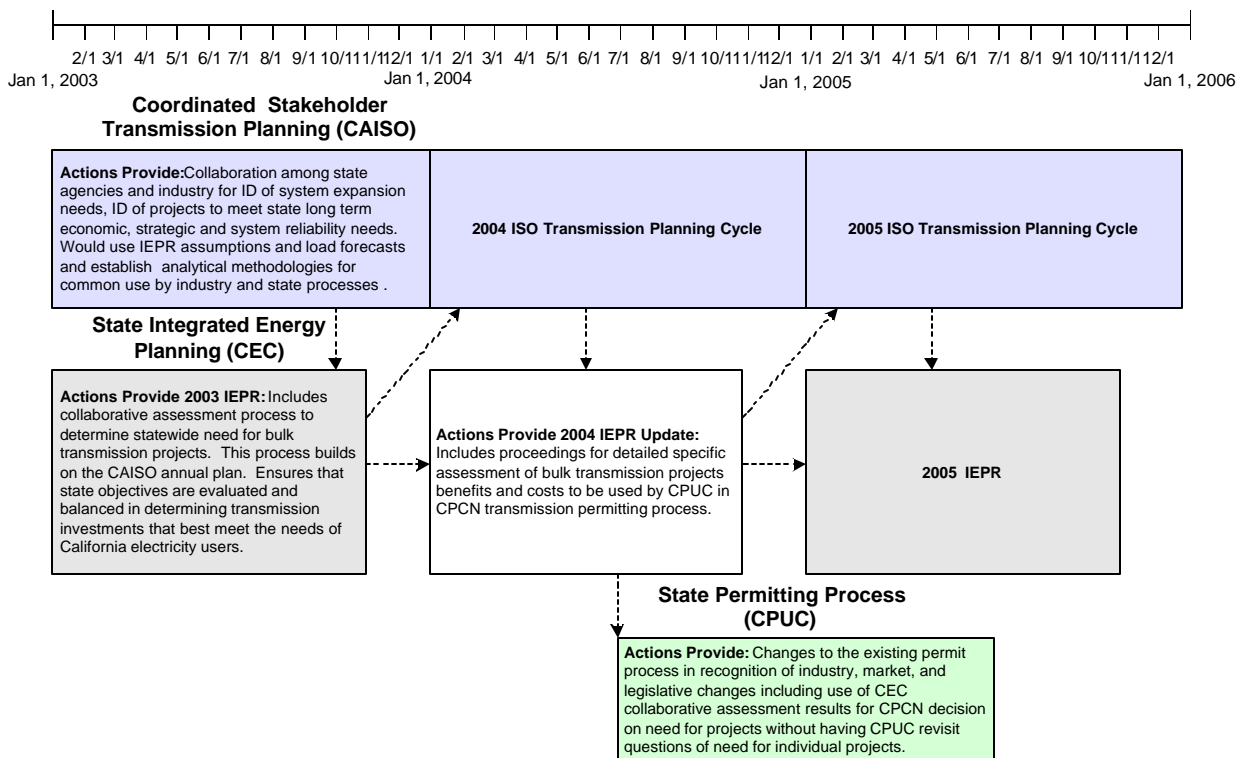 2/1 3/1 4/1 5/1 6/1 7/1 8/1 9/1 10/1 11/1 12/1 1/1 2/1 3/1 4/1 5/1 6/1 7/1 8/1 9/1 10/1 11/1 12/1 1/1 2/1 3/1 4/1 5/1 6/1 7/1 8/1 9/1 10/1 11/1 12/1
Jan 1, 2003 Jan 1, 2004 Jan 1, 2005 Jan 1, 2006
Coordinated Stakeholder
Transmission Planning (CAISO)
Actions Provide:Collaboration among state
agencies and industry for ID of system expansion
needs, ID of projects to meet state long term
economic, strategic and system reliability needs.
Would use IEPR assumptions and load forecasts
and establish analytical methodologies for
common use by industry and state processes .
2004 ISO Transmission Planning Cycle
2005 ISO Transmission Planning Cycle
State Integrated Energy
Planning (CEC)
Actions Provide 2003 IEPR: Includes
collaborative assessment process to
determine statewide need for bulk
transmission projects. This process builds
on the CAISO annual plan. Ensures that
state objectives are evaluated and
balanced in determining transmission
investments that best meet the needs of
California electricity users.
Actions Provide 2004 IEPR Update:
Includes proceedings for detailed specific
assessment of bulk transmission projects
benefits and costs to be used by CPUC in
CPCN transmission permitting process.
2005 IEPR
State Permitting Process
(CPUC)
Actions Provide: Changes to the existing permit
process in recognition of industry, market, and
legislative changes including use of CEC
collaborative assessment results for CPCN decision
on need for projects without having CPUC revisit
questions of need for individual projects.